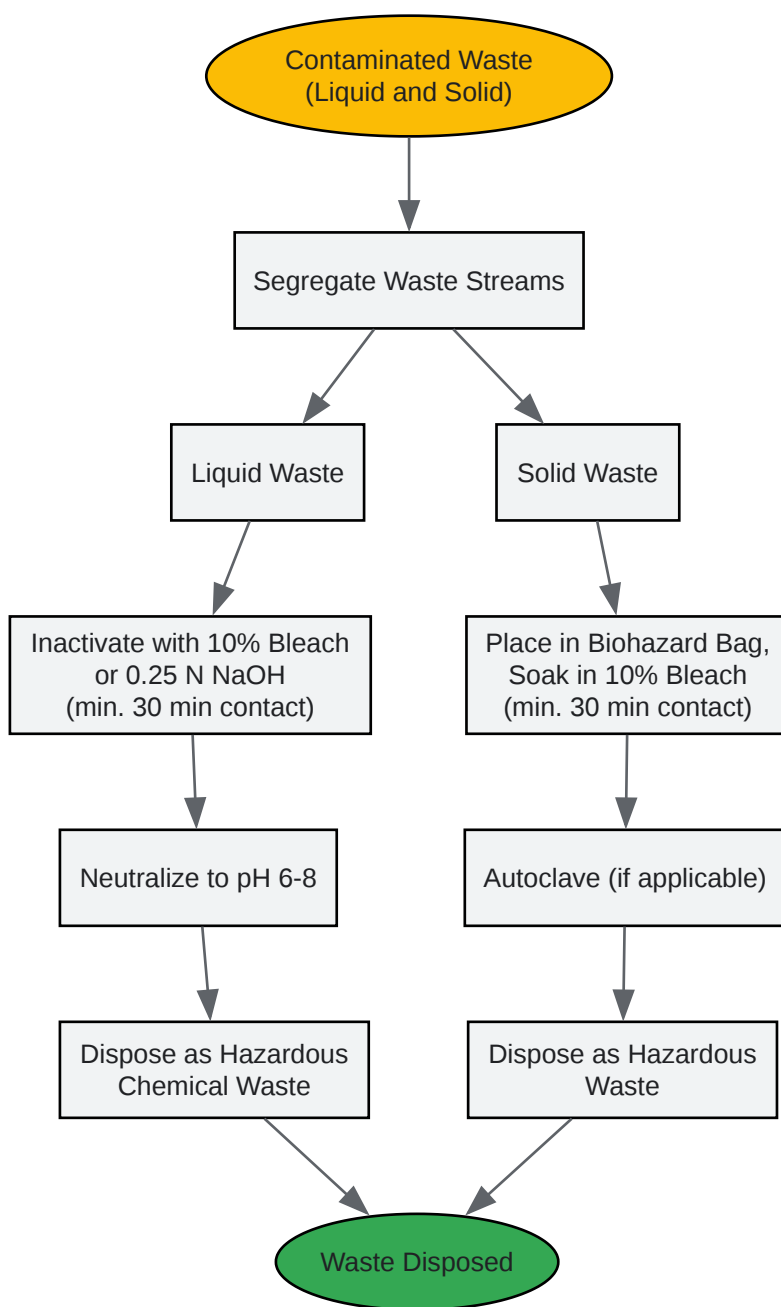 Contaminated Waste
(Liquid and Solid)
Segregate Waste Streams
Liquid Waste
Solid Waste
Inactivate with 10% Bleach
or 0.25 N NaOH
(min. 30 min contact)
Place in Biohazard Bag,
Soak in 10% Bleach
(min. 30 min contact)
Neutralize to pH 6-8
Autoclave (if applicable)
Dispose as Hazardous
Chemical Waste
Dispose as Hazardous
Waste
Waste Disposed